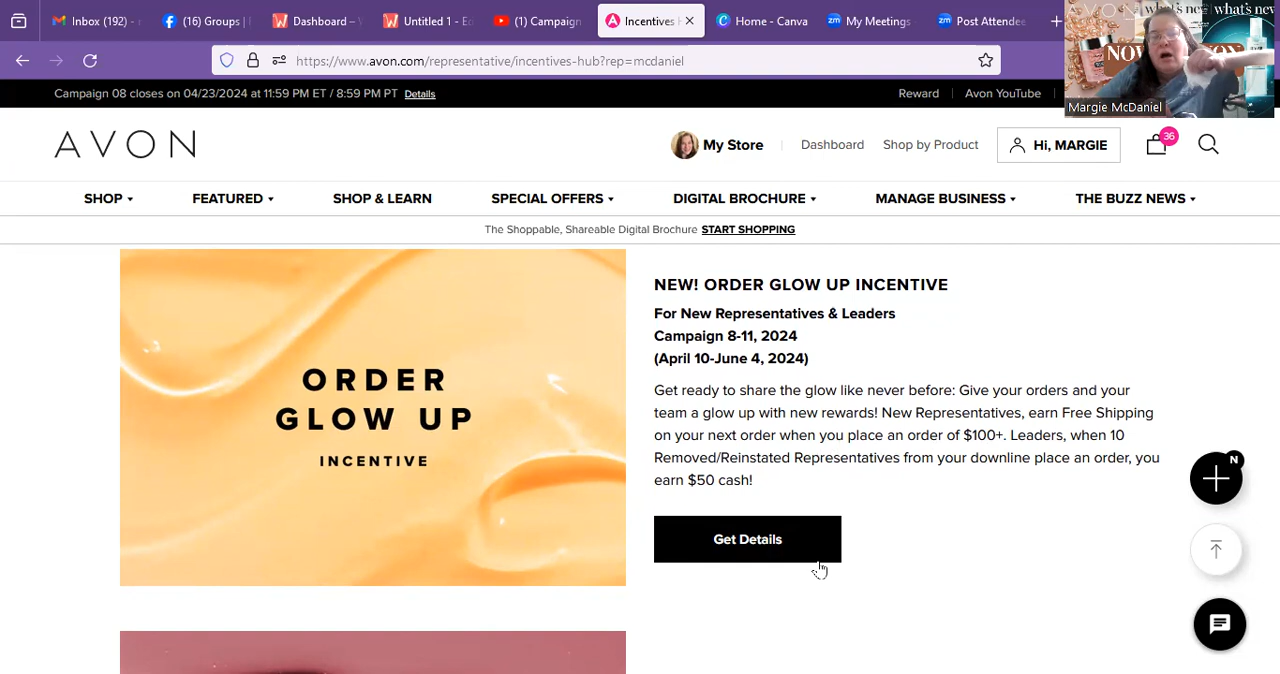 Inbox (192) -
(16) Groups |
Dashboard –
Untitled 1 - E
(1) Campaign
Incentives
Home - Canva
My Meetings
Post Attendee
https://www.avon.com/representative/incentives-hub?rep=mcdaniel
what's new
what's new
NOW
Margie McDaniel
Campaign 08 closes on 04/23/2024 at 11:59 PM ET / 8:59 PM PT Details
Reward
Avon YouTube
AVON
My Store
Dashboard
Shop by Product
Hi, MARGIE
36
SHOP
FEATURED
SHOP & LEARN
SPECIAL OFFERS
DIGITAL BROCHURE
MANAGE BUSINESS
THE BUZZ NEWS
The Shoppable, Shareable Digital Brochure START SHOPPING
ORDER
GLOW UP
INCENTIVE
NEW! ORDER GLOW UP INCENTIVE
For New Representatives & Leaders
Campaign 8-11, 2024
(April 10-June 4, 2024)
Get ready to share the glow like never before: Give your orders and your
team a glow up with new rewards! New Representatives, earn Free Shipping
on your next order when you place an order of $100+. Leaders, when 10
Removed/Reinstated Representatives from your downline place an order, you
earn $50 cash!
Get Details
N